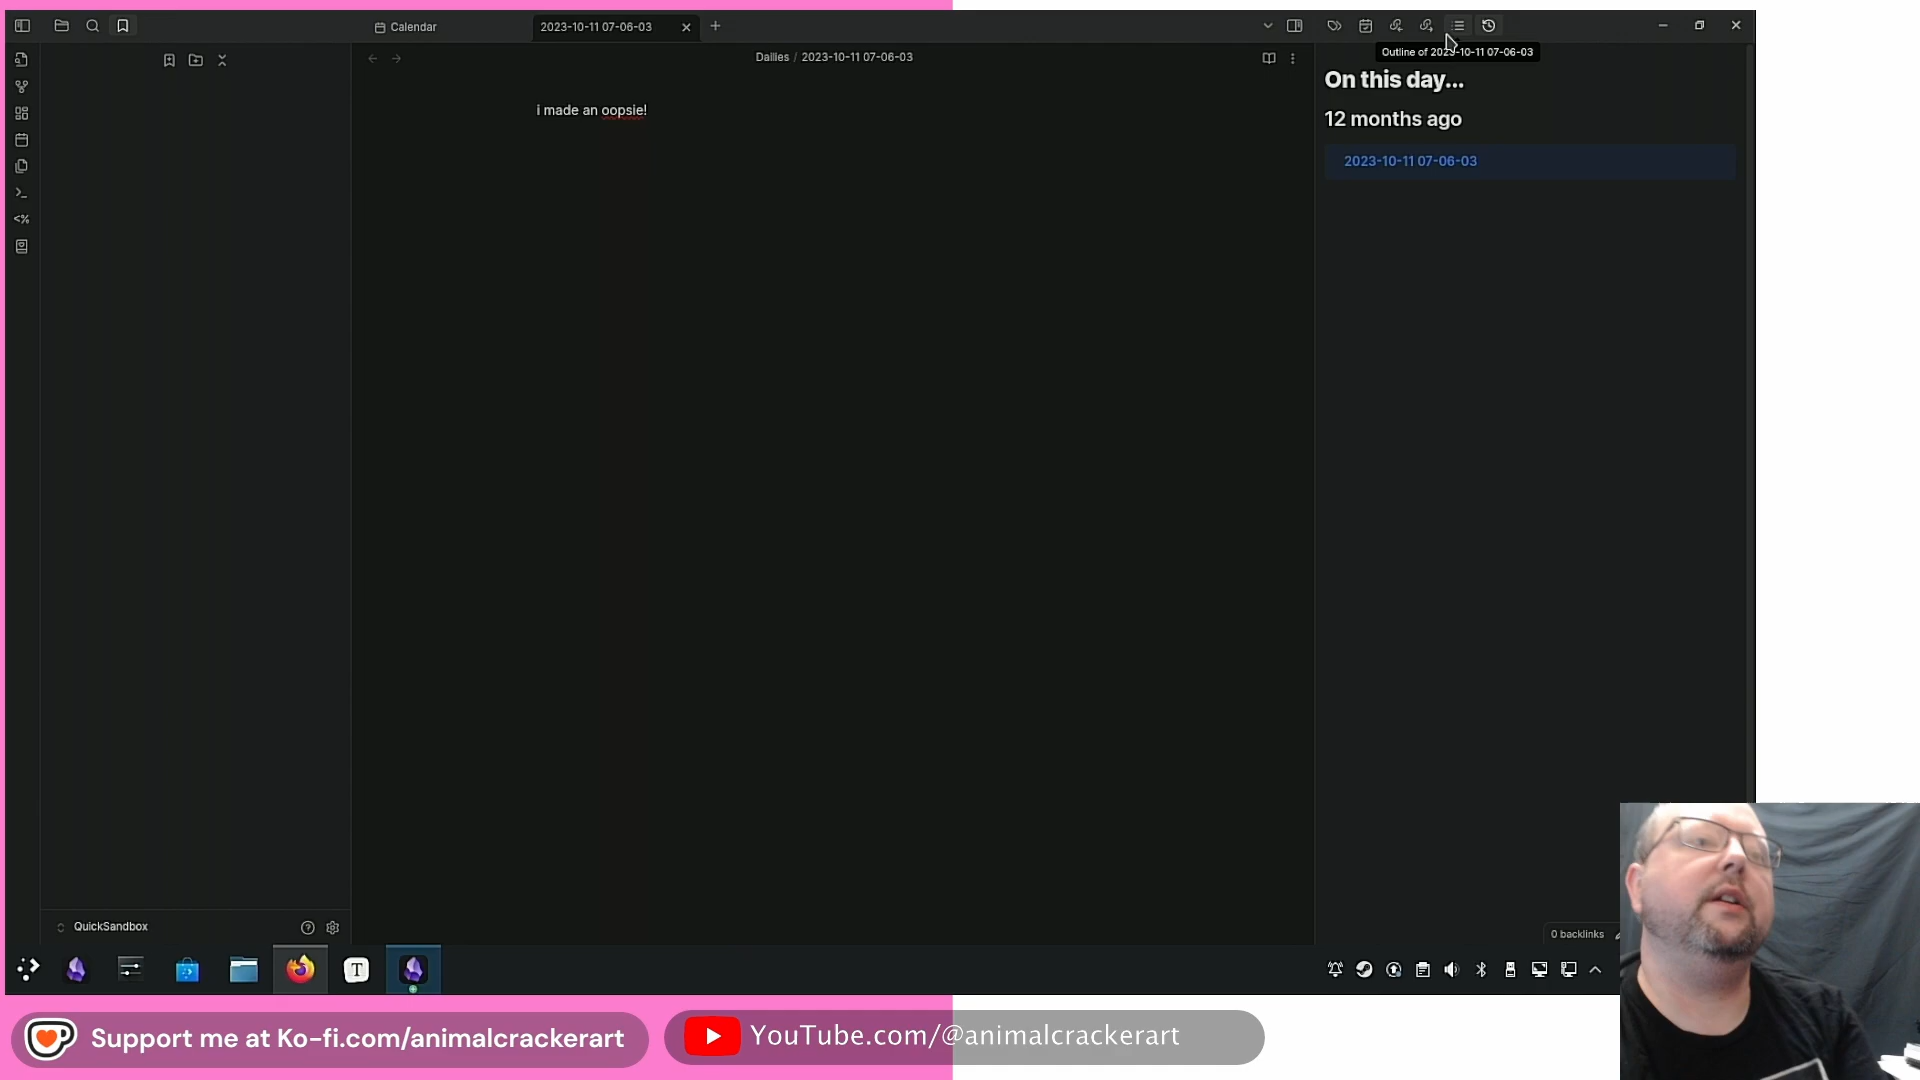 Calendar
2023-10-11 07-06-03
Dailies / 2023-10-11 07-06-03
Outline of 2023-10-11 07-06-03
i made an oopsie!
On this day...
12 months ago
2023-10-11 07-06-03
<%
QuickSandbox
0 backlinks
T
Support me at Ko-fi.com/animalcrackerart
YouTube.com/@animalcrackerart